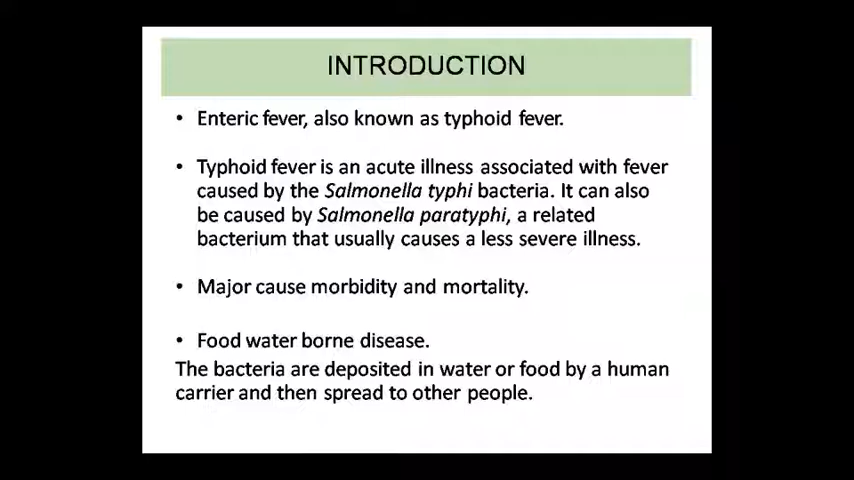 INTRODUCTION
• Enteric fever, also known as typhoid fever.
• Typhoid fever is an acute illness associated with fever
caused by the Salmonella typhi bacteria. It can also
be caused by Salmonella paratyphi, a related
bacterium that usually causes a less severe illness.
• Major cause morbidity and mortality.
• Food water borne disease.
The bacteria are deposited in water or food by a human
carrier and then spread to other people.